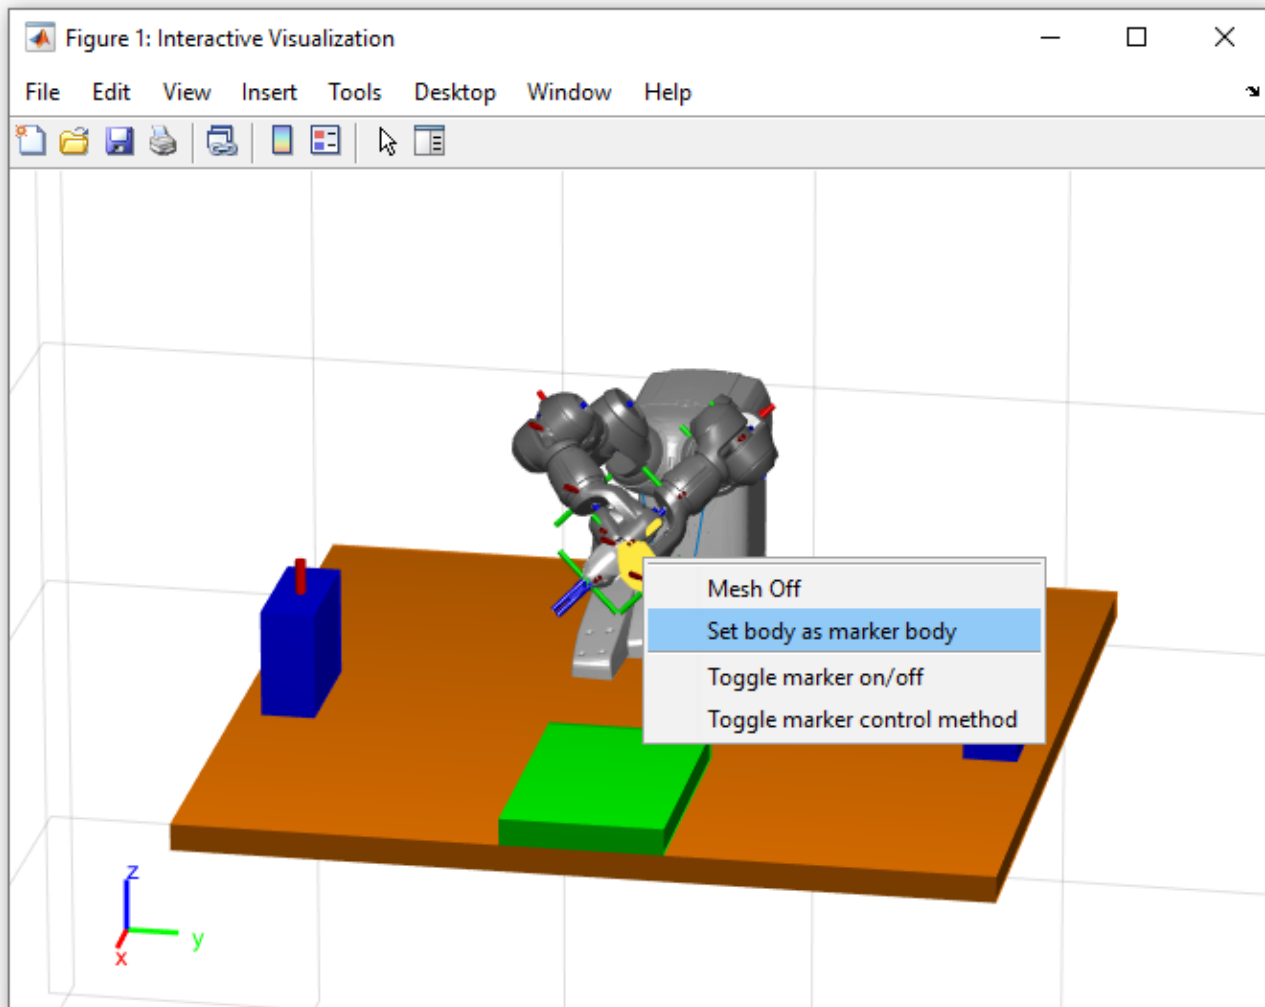 Figure 1: Interactive Visualization
File Edit View Insert Tools Desktop Window Help
Mesh Off
Set body as marker body
Toggle marker on/off
Toggle marker control method
z
y
x